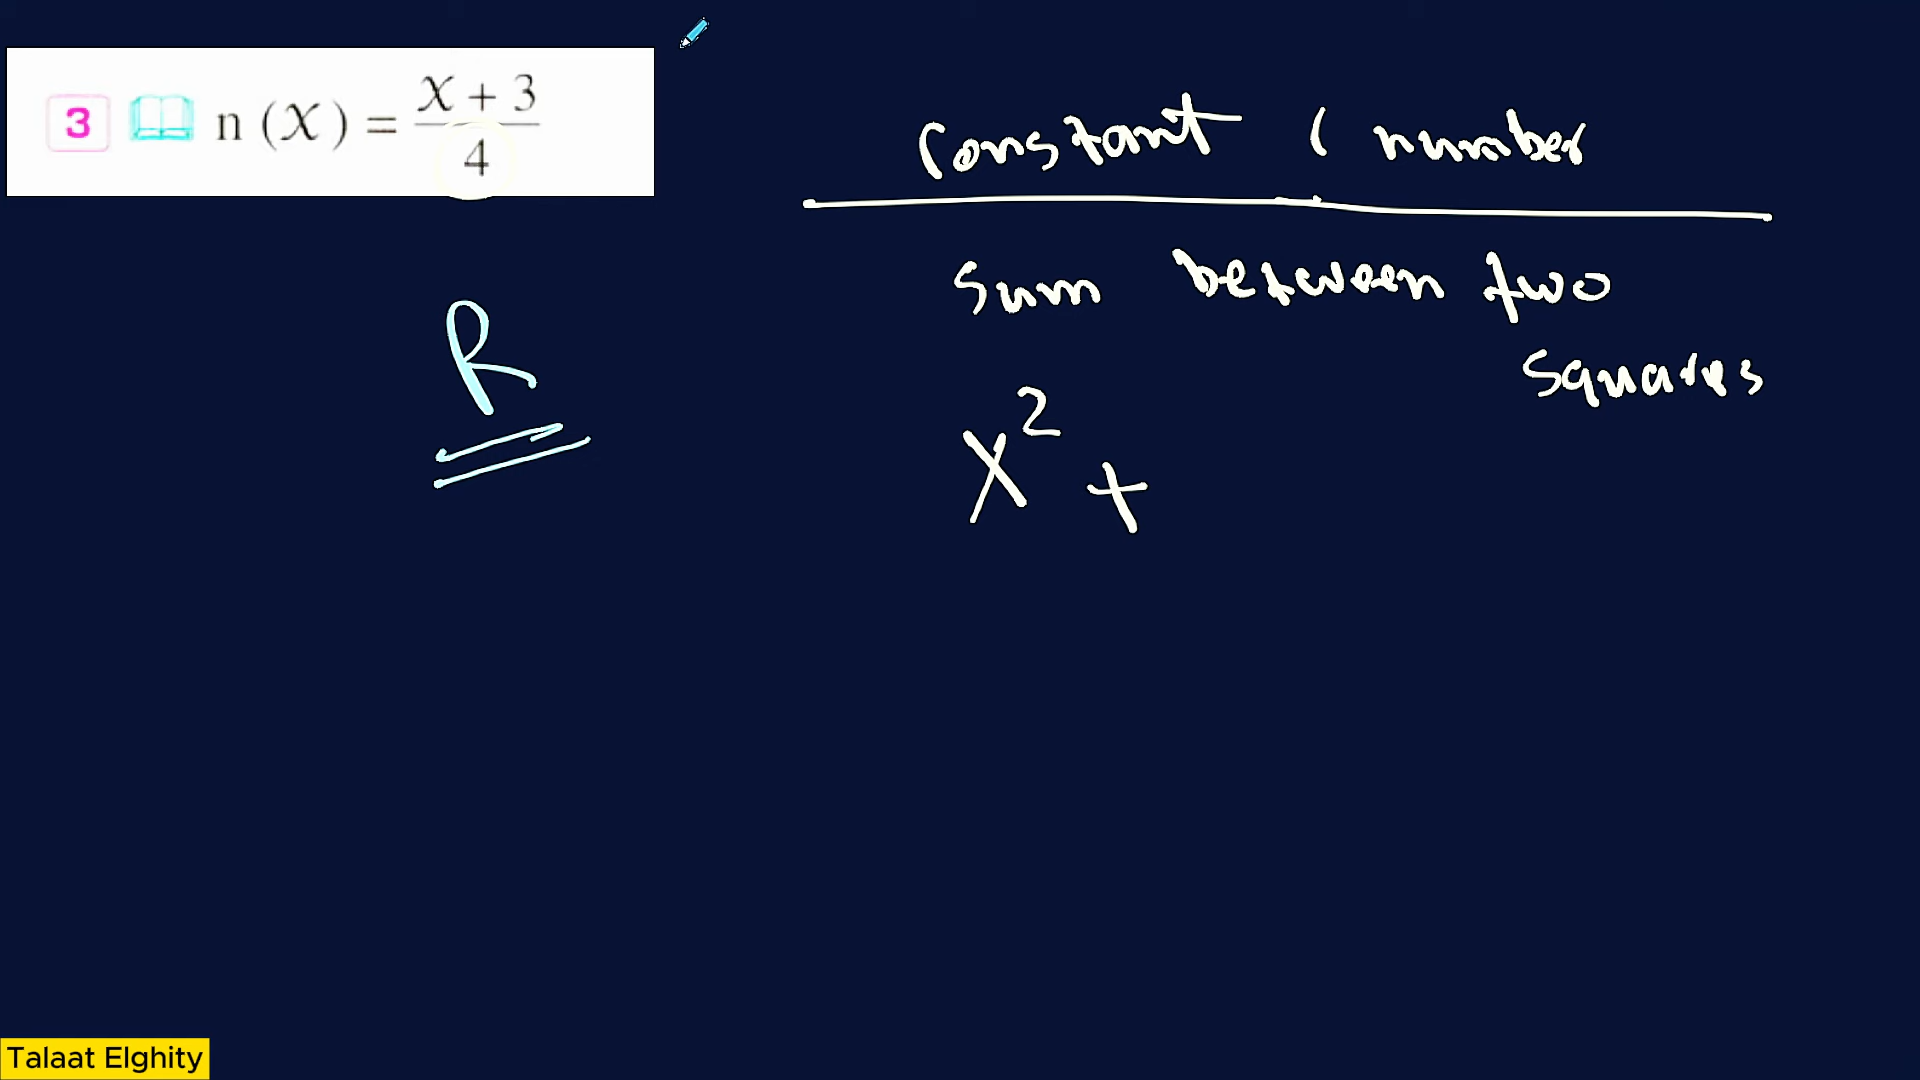 3 n (X) = X + 3 / 4
Constant ( number
Sum between two
squares
R
X² +
Talaat Elghity